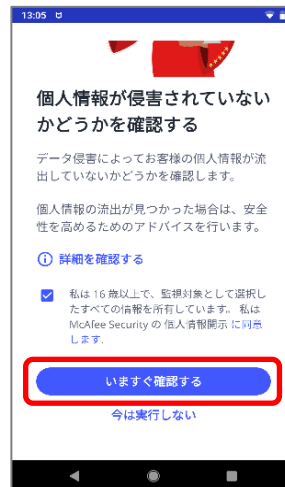 13:05
個人情報が侵害されていない
かどうかを確認する
データ侵害によってお客様の個人情報が流
出していないかどうかを確認します。
個人情報の流出が見つかった場合は、安全
性を高めるためのアドバイスを行います。
詳細を確認する
私は 16 歳以上で、監視対象として選択し
たすべての情報を所有しています。 私は
McAfee Security の 個人情報開示 に同意
します.
いますぐ確認する
今は実行しない